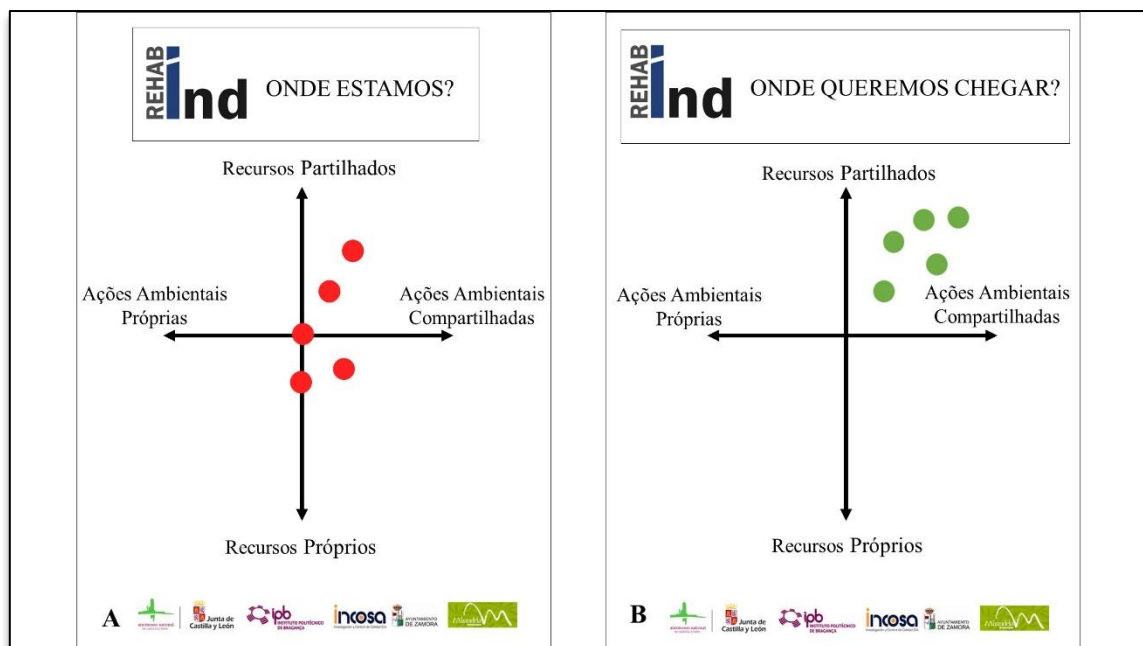 REHAB
ind
ONDE ESTAMOS?
Recursos Partilhados
Ações Ambientais
Próprias
Ações Ambientais
Compartilhadas
Recursos Próprios
A
Junta de
Castilla y León
ipb
INSTITUTO POLITÉCNICO
DE BRAGANÇA
incosa
AYUNTAMIENTO
DE ZAMORA
REHAB
ind
ONDE QUEREMOS CHEGAR?
Recursos Partilhados
Ações Ambientais
Próprias
Ações Ambientais
Compartilhadas
Recursos Próprios
B
Junta de
Castilla y León
ipb
INSTITUTO POLITÉCNICO
DE BRAGANÇA
incosa
AYUNTAMIENTO
DE ZAMORA